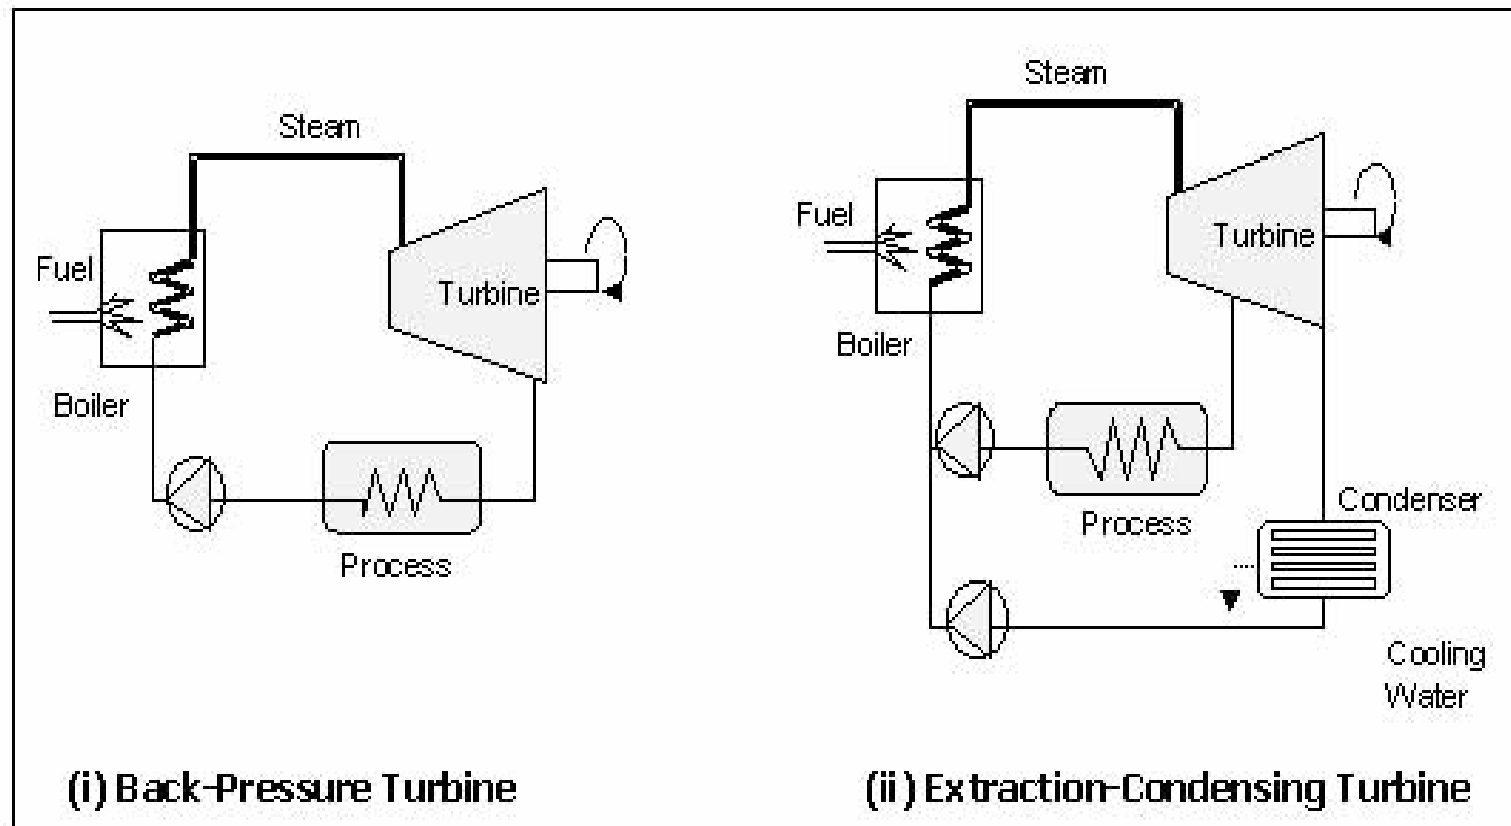 Steam
Fuel
Turbine
Boiler
Process
(i) Back-Pressure Turbine
Steam
Fuel
Turbine
Boiler
Process
Condenser
Cooling
Water
(ii) Extraction-Condensing Turbine